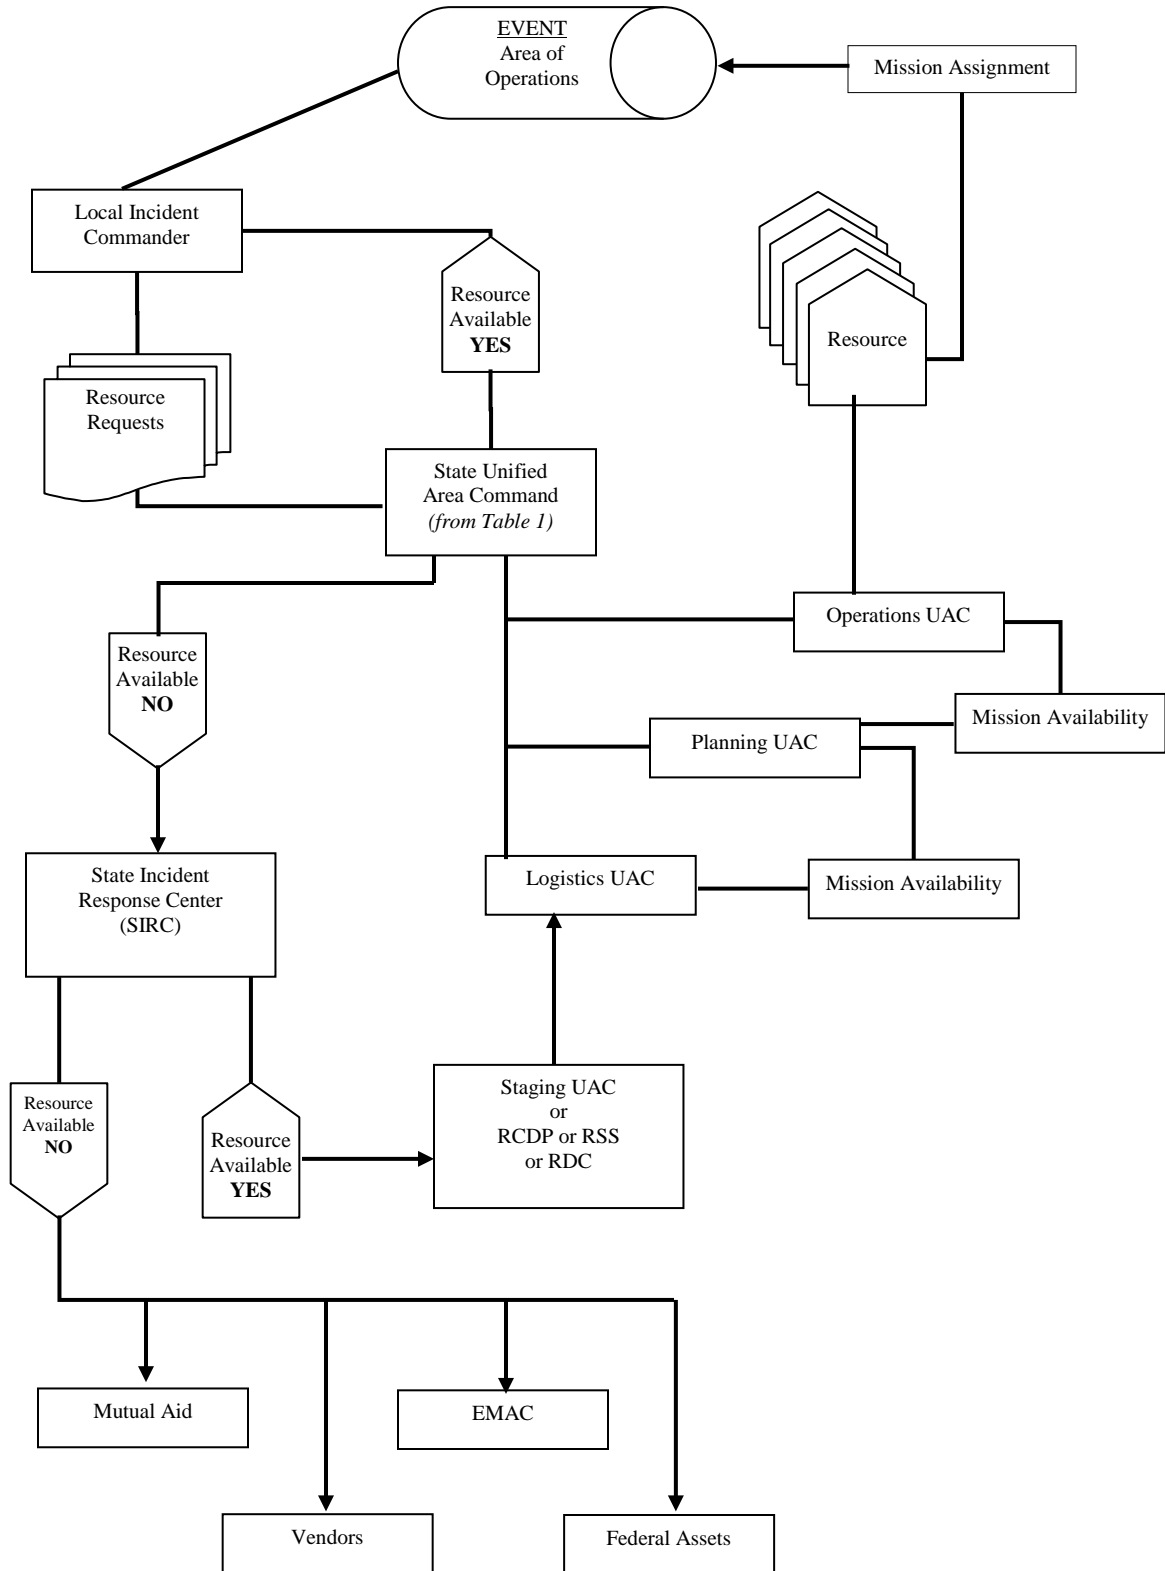 EVENT
Area of
Operations
Mission Assignment
Local Incident
Commander
Resource
Available
YES
Resource
Resource
Requests
State Unified
Area Command
(from Table 1)
Operations UAC
Resource
Available
NO
Mission Availability
Planning UAC
State Incident
Response Center
(SIRC)
Logistics UAC
Mission Availability
Resource
Available
NO
Resource
Available
YES
Staging UAC
or
RCDP or RSS
or RDC
Mutual Aid
EMAC
Vendors
Federal Assets